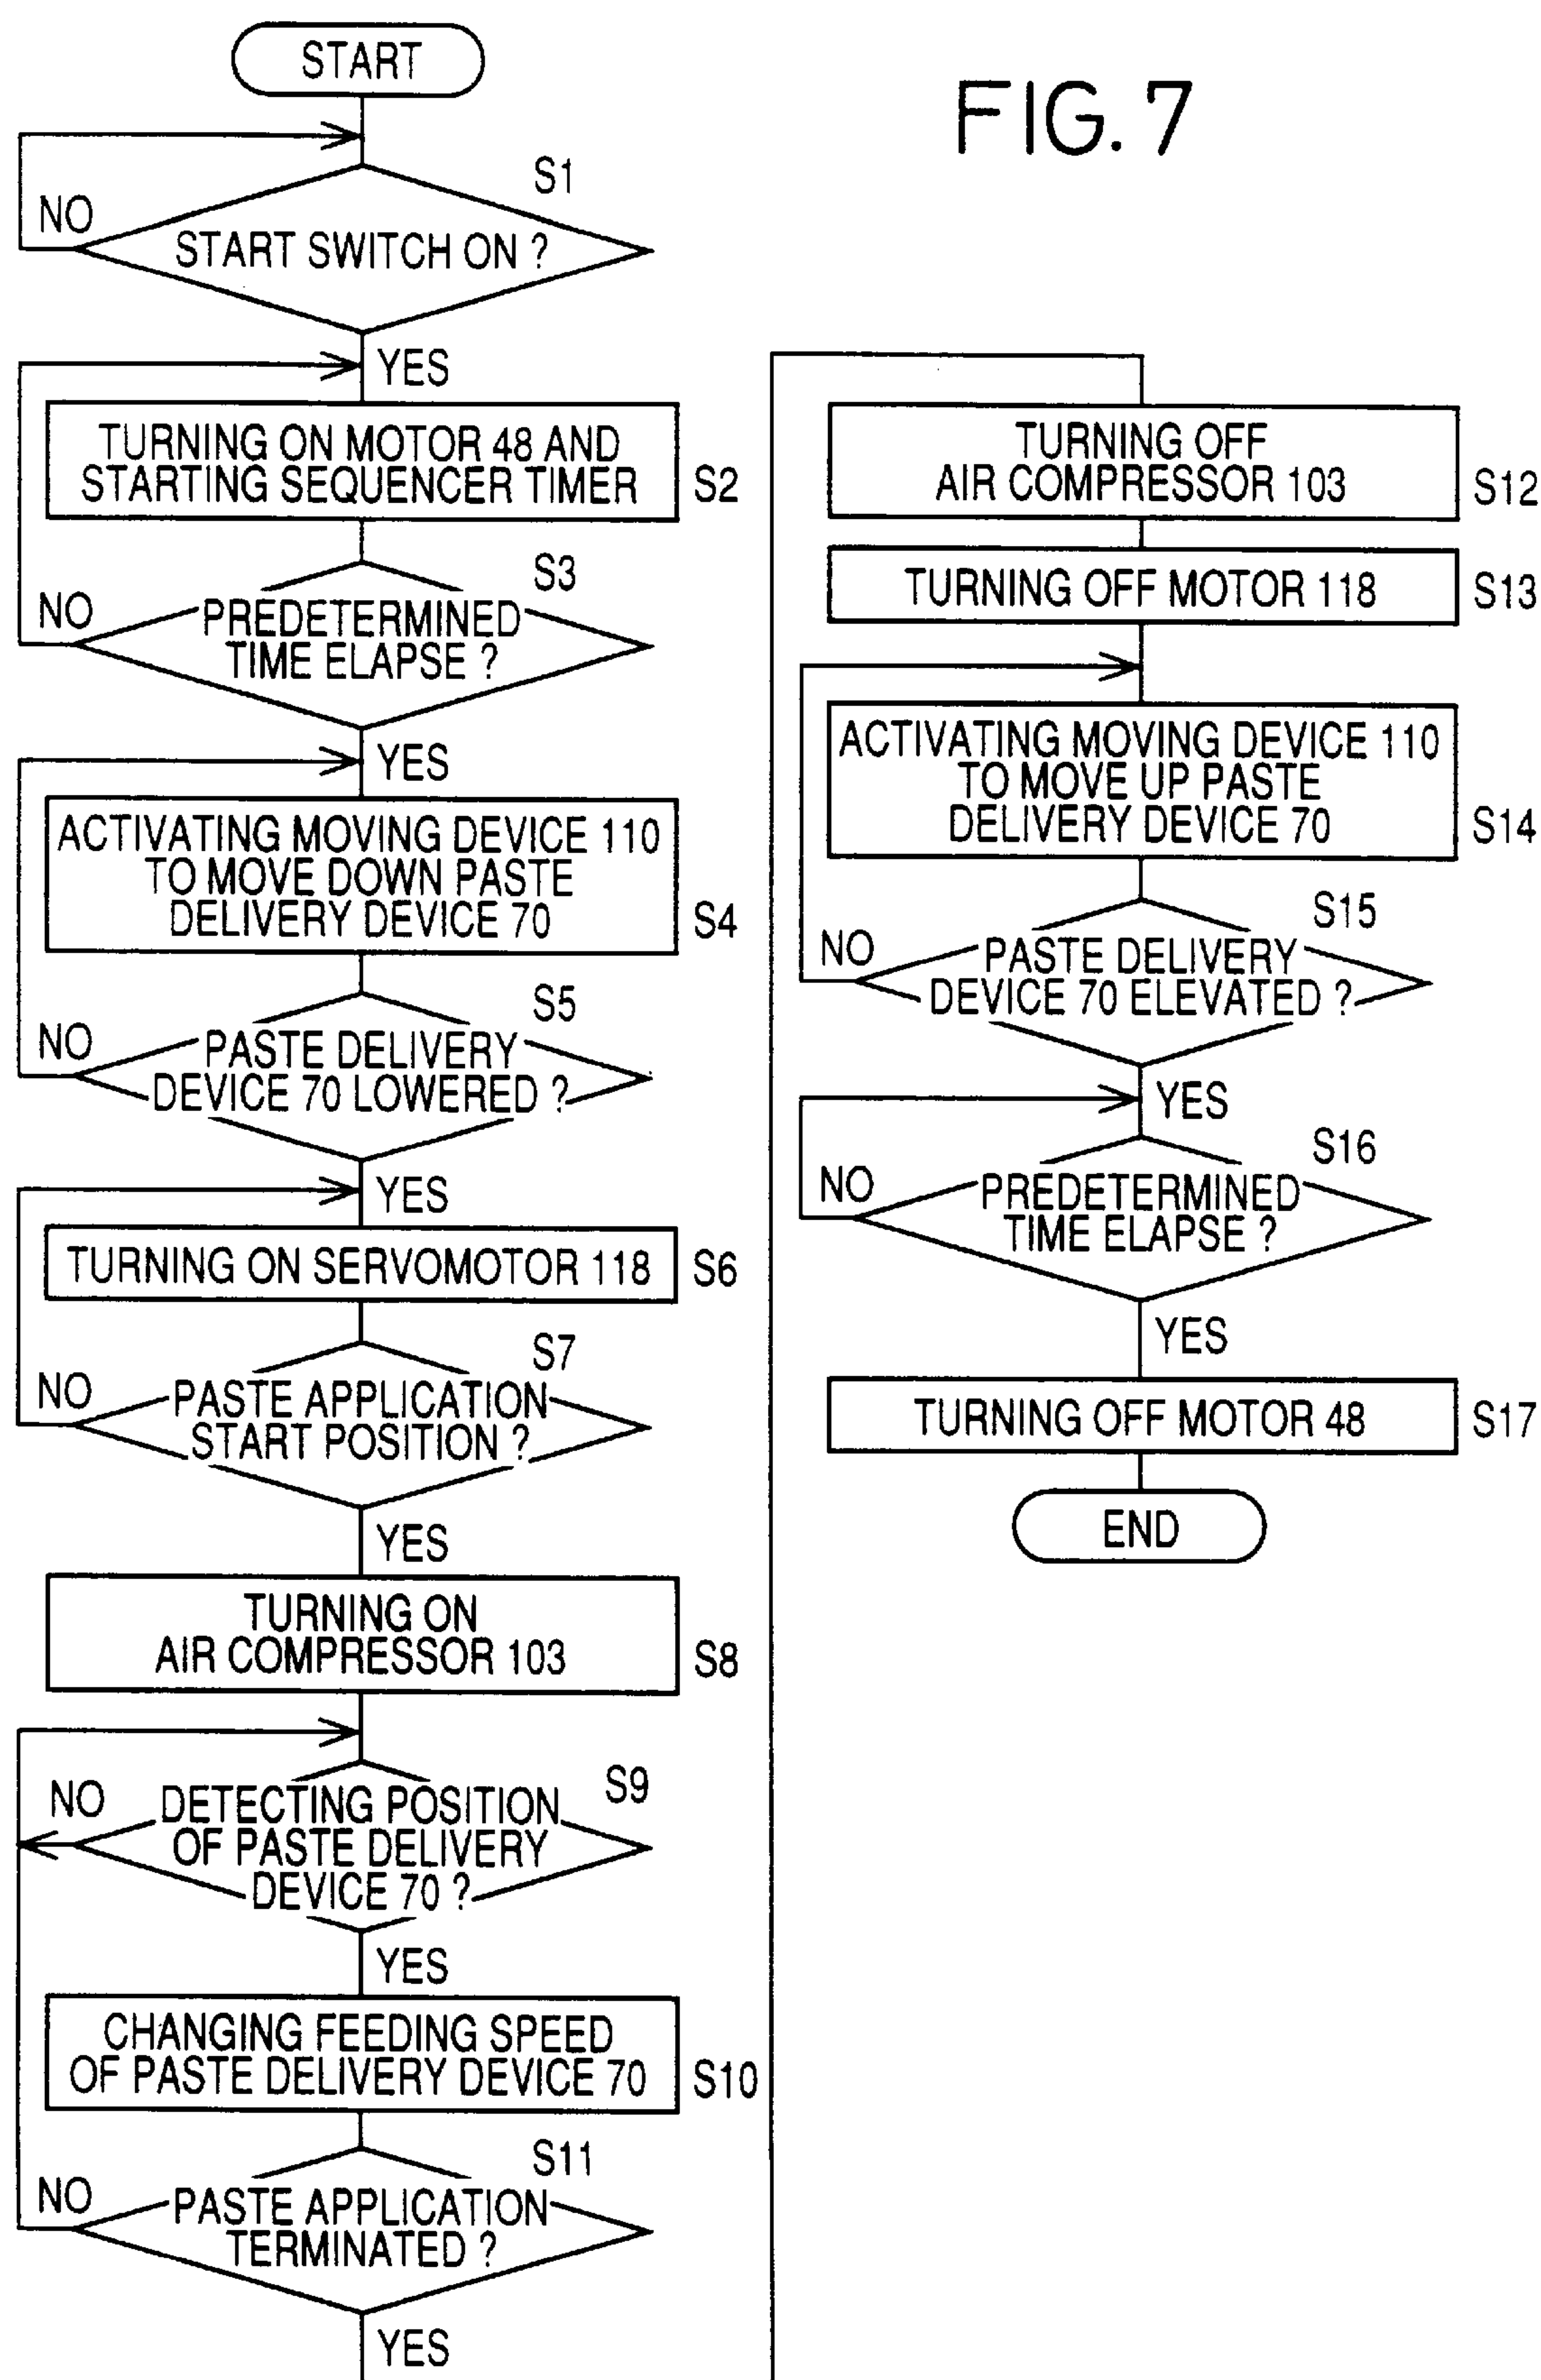 FIG. 7
START
S1
NO
START SWITCH ON ?
YES
TURNING ON MOTOR 48 AND
STARTING SEQUENCER TIMER
S2
S3
NO
PREDETERMINED
TIME ELAPSE ?
YES
ACTIVATING MOVING DEVICE 110
TO MOVE DOWN PASTE
DELIVERY DEVICE 70
S4
S5
NO
PASTE DELIVERY
DEVICE 70 LOWERED ?
YES
TURNING ON SERVOMOTOR 118
S6
S7
NO
PASTE APPLICATION
START POSITION ?
YES
TURNING ON
AIR COMPRESSOR 103
S8
S9
NO
DETECTING POSITION
OF PASTE DELIVERY
DEVICE 70 ?
YES
CHANGING FEEDING SPEED
OF PASTE DELIVERY DEVICE 70
S10
S11
NO
PASTE APPLICATION
TERMINATED ?
YES
TURNING OFF
AIR COMPRESSOR 103
S12
TURNING OFF MOTOR 118
S13
ACTIVATING MOVING DEVICE 110
TO MOVE UP PASTE
DELIVERY DEVICE 70
S14
S15
NO
PASTE DELIVERY
DEVICE 70 ELEVATED ?
YES
S16
NO
PREDETERMINED
TIME ELAPSE ?
YES
TURNING OFF MOTOR 48
S17
END